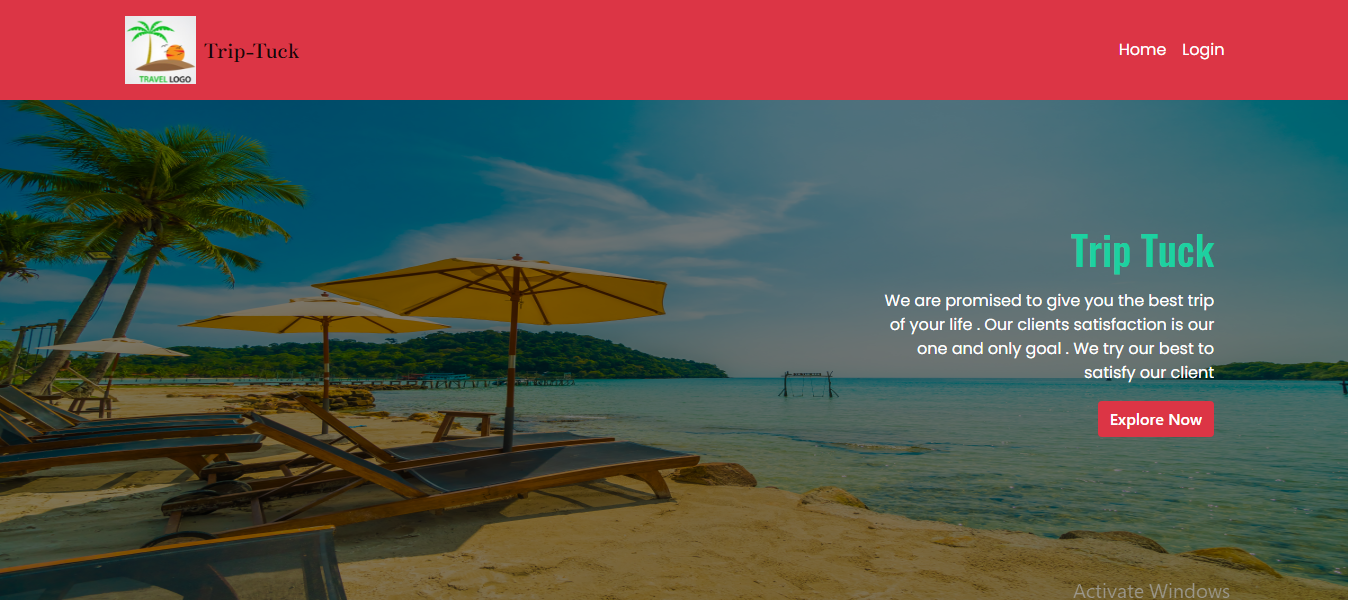 TRAVEL LOGO
Trip-Tuck
Home Login
Trip Tuck
We are promised to give you the best trip
of your life . Our clients satisfaction is our
one and only goal . We try our best to
satisfy our client
Explore Now
Activate Windows